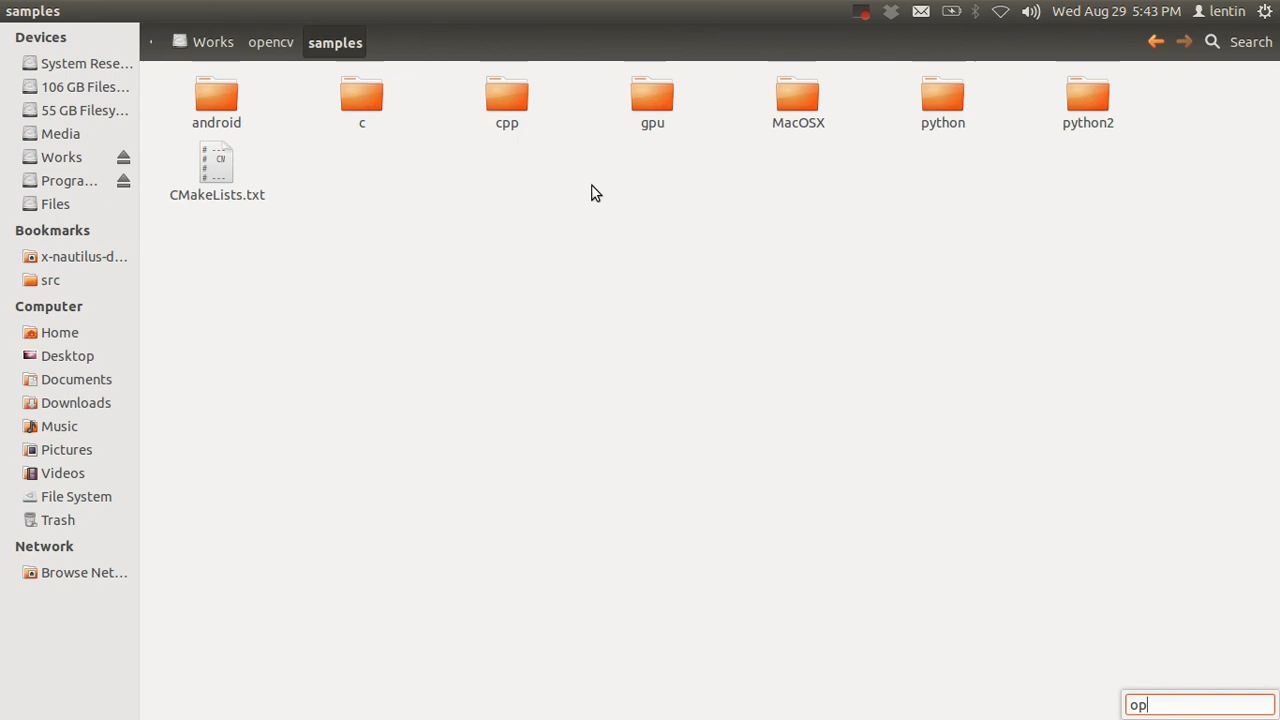 samples
Wed Aug 29 5:43 PM
lentin
Works
opencv
samples
Search
Devices
System Rese...
106 GB Files...
55 GB Filesy...
Media
Works
Progra...
Files
Bookmarks
x-nautilus-d...
src
Computer
Home
Desktop
Documents
Downloads
Music
Pictures
Videos
File System
Trash
Network
Browse Net...
android
c
cpp
gpu
MacOSX
python
python2
CMakeLists.txt
op